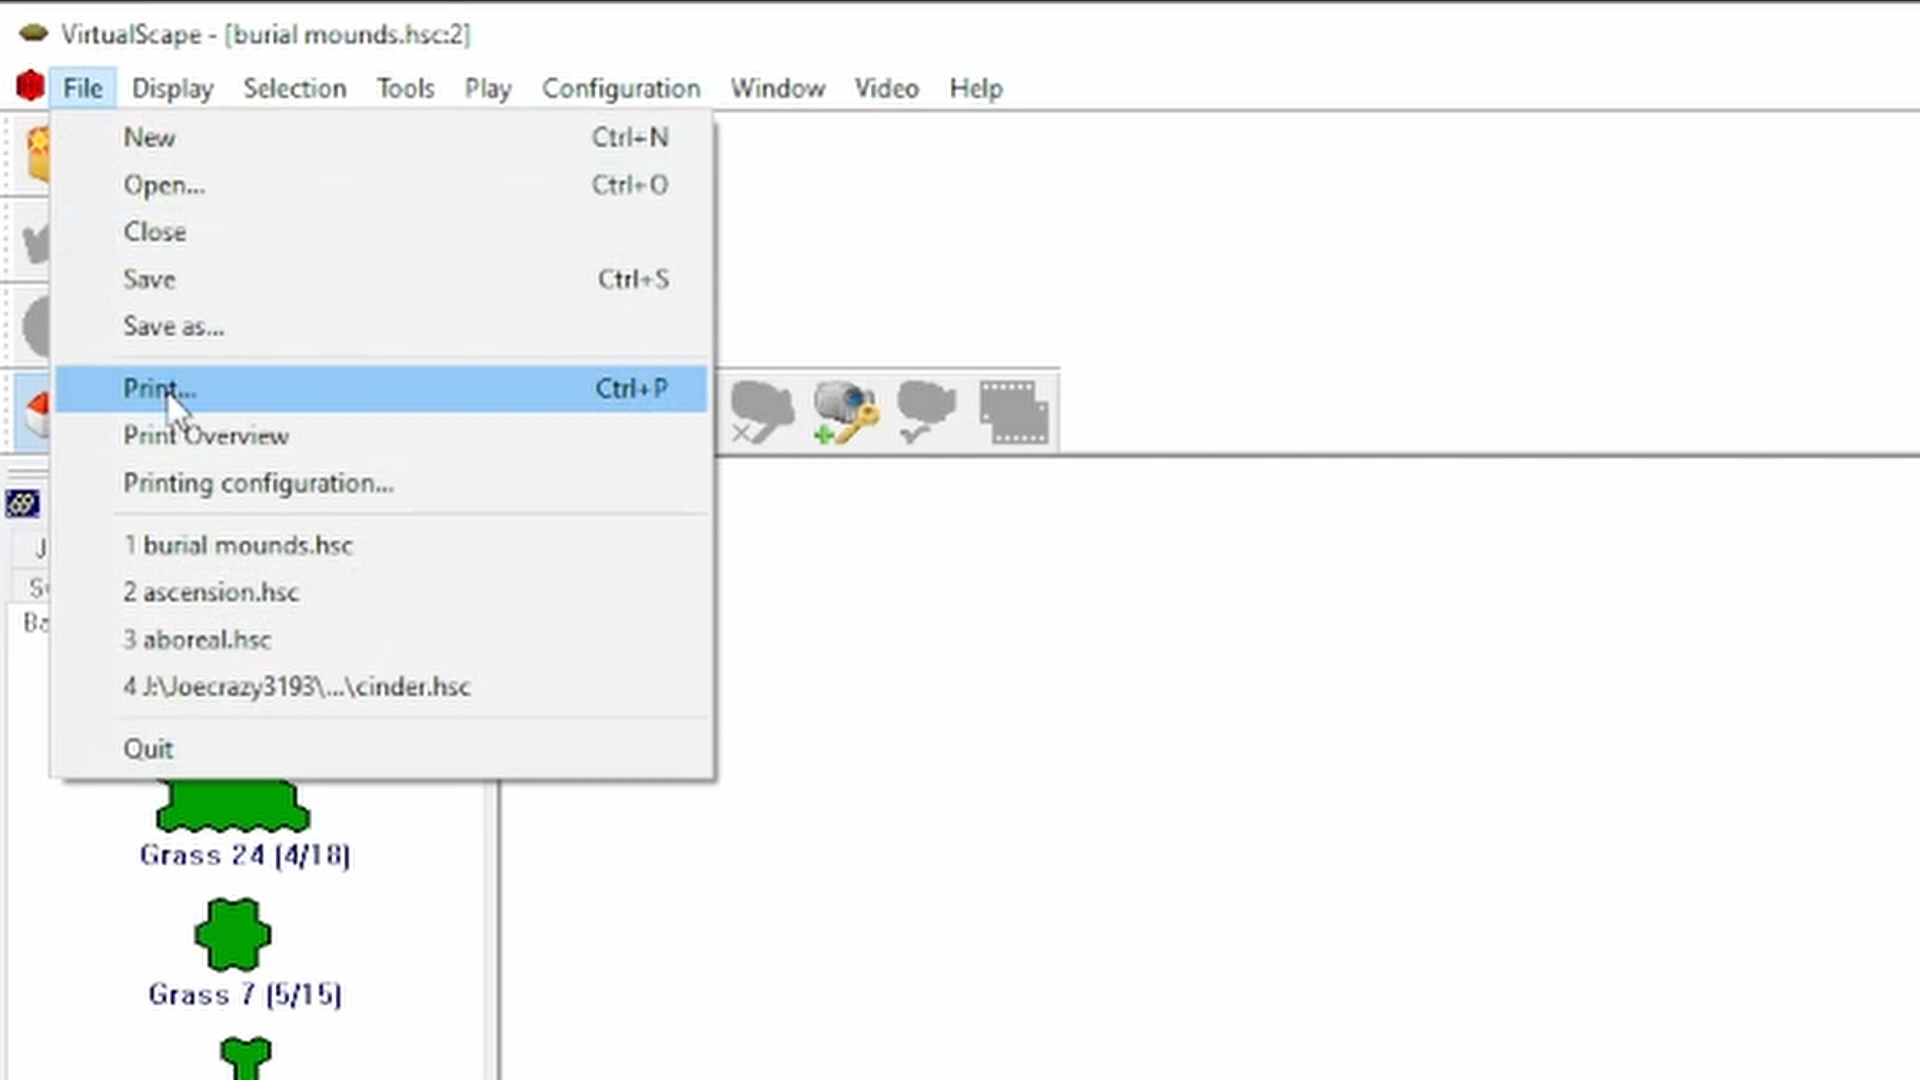 VirtualScape - [burial mounds.hsc:2]
File Display Selection Tools Play Configuration Window Video Help
New Ctrl+N
Open... Ctrl+O
Close
Save Ctrl+S
Save as...
Print... Ctrl+P
Print Overview
Printing configuration...
1 burial mounds.hsc
2 ascension.hsc
3 aboreal.hsc
4 J:\Joecrazy3193\...\cinder.hsc
Quit
Grass 24 (4/18)
Grass 7 (5/15)